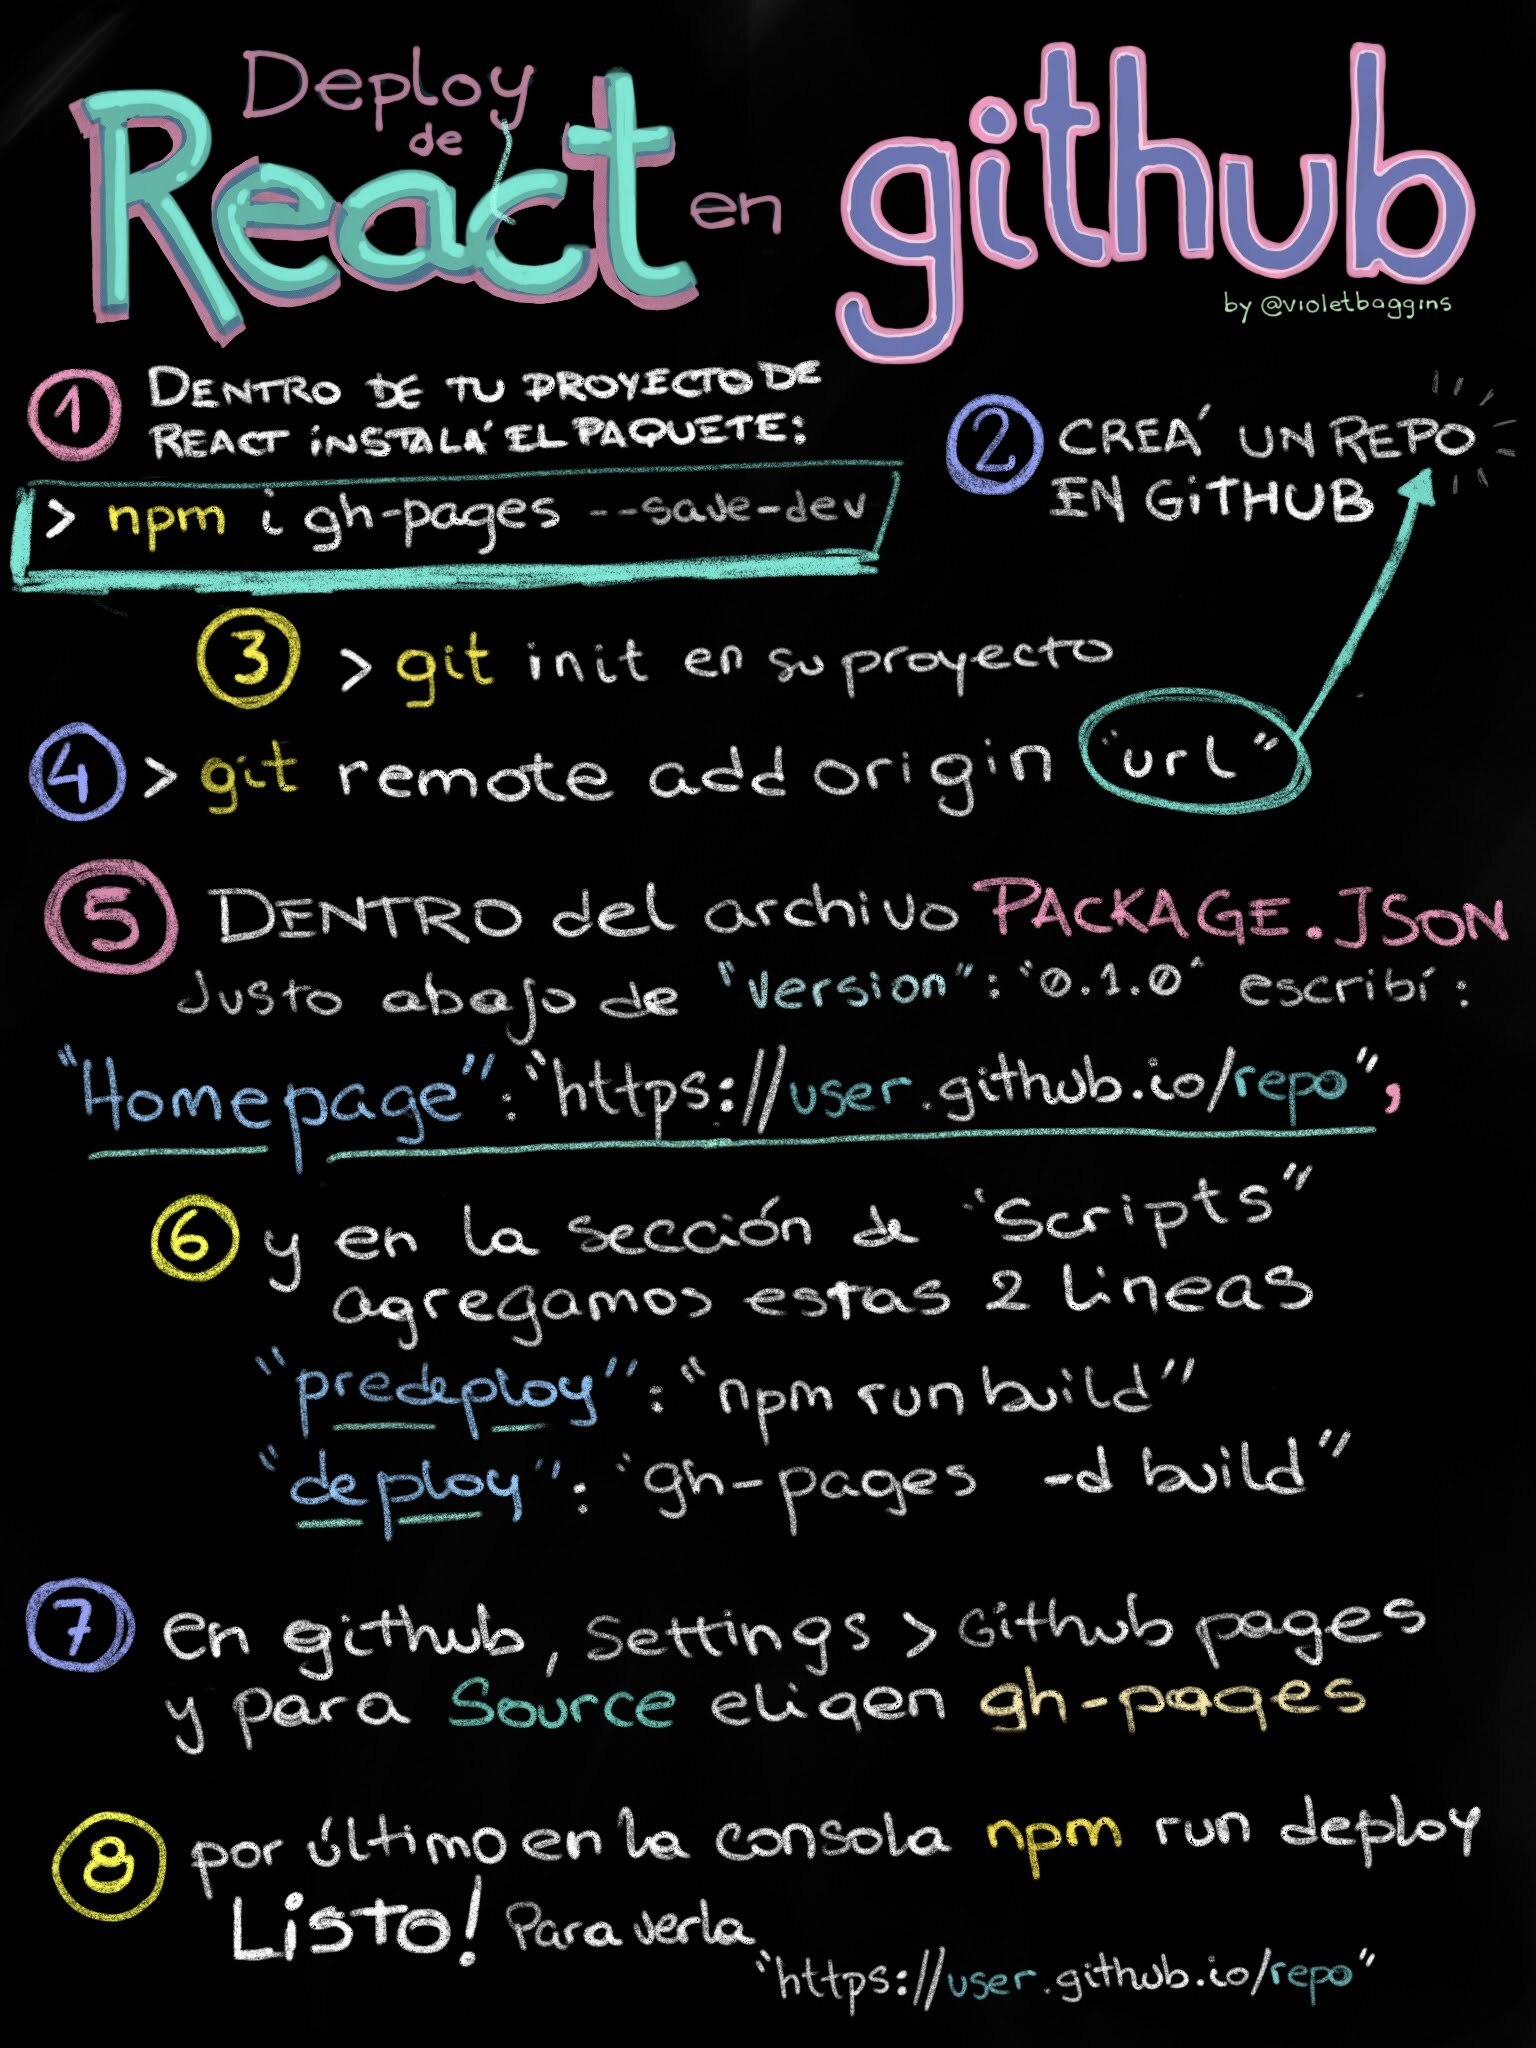 Deploy
de
React en github
by @violetbaggins
1 DENTRO DE TU PROYECTO DE
REACT iNSTALÁ EL PAQUETE:
> npm i gh-pages --save-dev
2 CREÁ UN REPO
EN GiTHUB
3 > git init en su proyecto
4 > git remote add origin "url"
5 DENTRO del archivo PACKAGE.JSON
Justo abajo de "version": "0.1.0" escribí:
"Homepage": "https://user.github.io/repo",
6 y en la sección de "Scripts"
agregamos estas 2 lineas
"predeploy": "npm run build"
"deploy": "gh-pages -d build"
7 en github, settings > Github pages
y para Source eligen gh-pages
8 por último en la consola npm run deploy
LiSTO! Para verla
"https://user.github.io/repo"